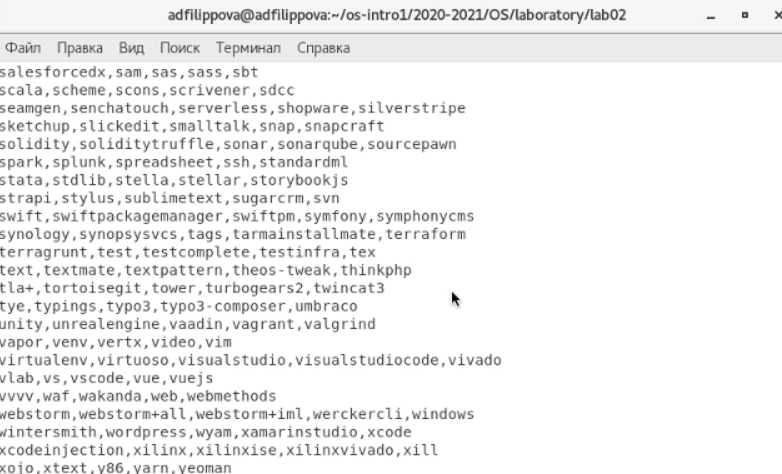 adfilippova@adfilippova:~/os-intro1/2020-2021/OS/laboratory/lab02
Файл Правка Вид Поиск Терминал Справка
salesforcedx,sam,sas,sass,sbt
scala,scheme,scons,scrivener,sdcc
seamgen,senchatouch,serverless,shopware,silverstripe
sketchup,slickedit,smalltalk,snap,snapcraft
solidity,soliditytruffle,sonar,sonarqube,sourcepawn
spark,splunk,spreadsheet,ssh,standardml
stata,stdlib,stella,stellar,storybookjs
strapi,stylus,sublimetext,sugarcrm,svn
swift,swiftpackagemanager,swiftpm,symfony,symphonycms
synology,synopsysvcs,tags,tarmainstallmate,terraform
terragrunt,test,testcomplete,testinfra,tex
text,textmate,textpattern,theos-tweak,thinkphp
tla+,tortoisegit,tower,turbogears2,twincat3
tye,typings,typo3,typo3-composer,umbraco
unity,unrealengine,vaadin,vagrant,valgrind
vapor,venv,vertx,video,vim
virtualenv,virtuoso,visualstudio,visualstudiocode,vivado
vlab,vs,vscode,vue,vuejs
vvvv,waf,wakanda,web,webmethods
webstorm,webstorm+all,webstorm+iml,werckercli,windows
wintersmith,wordpress,wyam,xamarinstudio,xcode
xcodeinjection,xilinx,xilinxise,xilinxvivado,xill
xojo,xtext,y86,yarn,yeoman